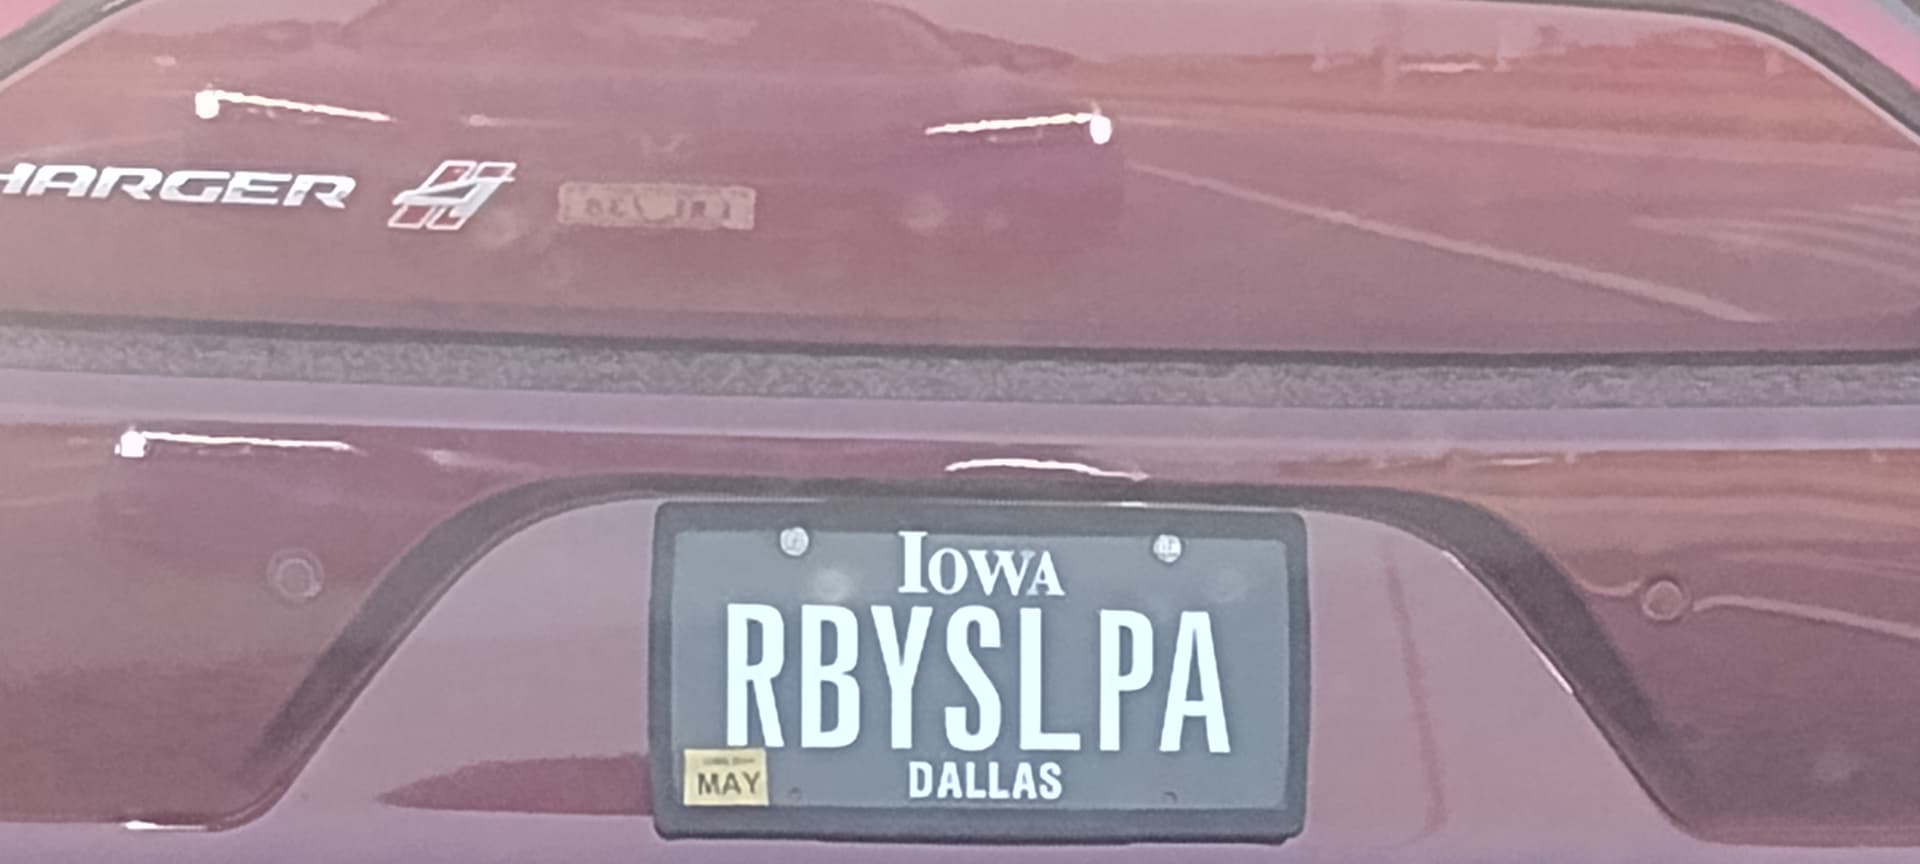 HARGER
IOWA
RBYSLPA
MAY
DALLAS